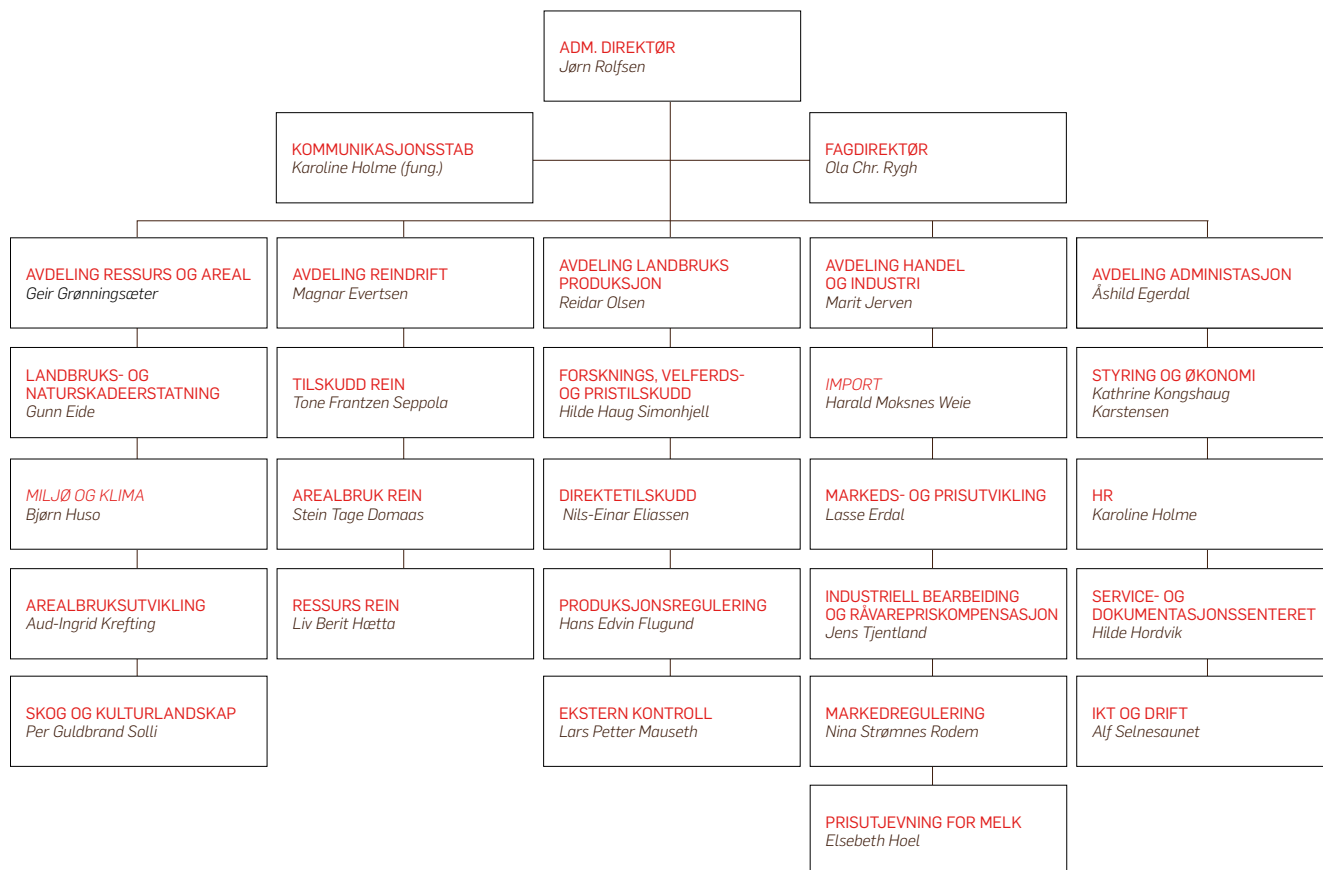 ADM. DIREKTØR
Jørn Rolfsen
KOMMUNIKASJONSSTAB
Karoline Holme (fung.)
FAGDIREKTØR
Ola Chr. Rygh
AVDELING RESSURS OG AREAL
Geir Grønningsæter
AVDELING REINDRIFT
Magnar Evertsen
AVDELING LANDBRUKS
PRODUKSJON
Reidar Olsen
AVDELING HANDEL
OG INDUSTRI
Marit Jerven
AVDELING ADMINISTASJON
Åshild Egerdal
LANDBRUKS- OG
NATURSKADEERSTATNING
Gunn Eide
TILSKUDD REIN
Tone Frantzen Seppola
FORSKNINGS, VELFERDS-
OG PRISTILSKUDD
Hilde Haug Simonhjell
IMPORT
Harald Moksnes Weie
STYRING OG ØKONOMI
Kathrine Kongshaug
Karstensen
MILJØ OG KLIMA
Bjørn Huso
AREALBRUK REIN
Stein Tage Domaas
DIREKTETILSKUDD
Nils-Einar Eliassen
MARKEDS- OG PRISUTVIKLING
Lasse Erdal
HR
Karoline Holme
AREALBRUKSUTVIKLING
Aud-Ingrid Krefting
RESSURS REIN
Liv Berit Hætta
PRODUKSJONSREGULERING
Hans Edvin Flugund
INDUSTRIELL BEARBEIDING
OG RÅVAREPRISKOMPENSASJON
Jens Tjentland
SERVICE- OG
DOKUMENTASJONSSENTERET
Hilde Hordvik
SKOG OG KULTURLANDSKAP
Per Guldbrand Solli
EKSTERN KONTROLL
Lars Petter Mauseth
MARKEDREGULERING
Nina Strømnes Rodem
IKT OG DRIFT
Alf Selnesaunet
PRISUTJEVNING FOR MELK
Elsebeth Hoel